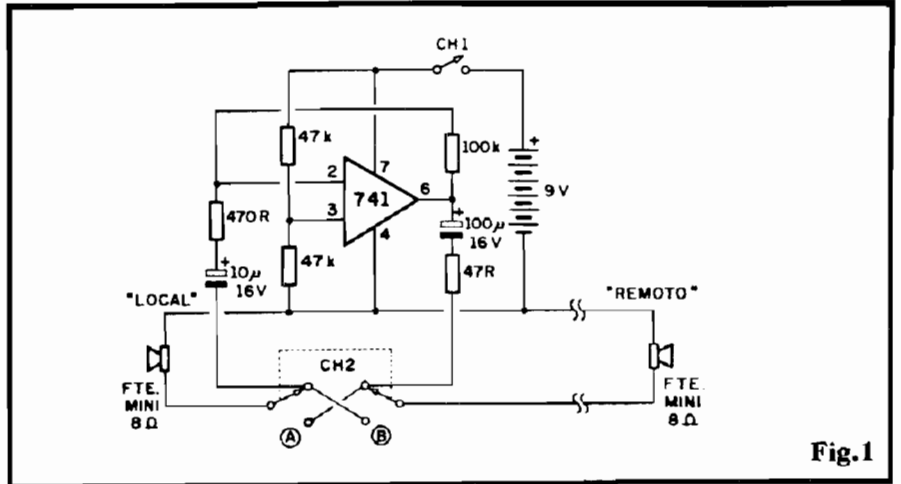 CH1
47k
100k
2
7
741
6
9V
470R
3
4
100µ
16V
47k
10µ
16V
47R
"LOCAL"
"REMOTO"
CH2
FTE.
MINI
8Ω
FTE.
MINI
8Ω
A
B
Fig.1